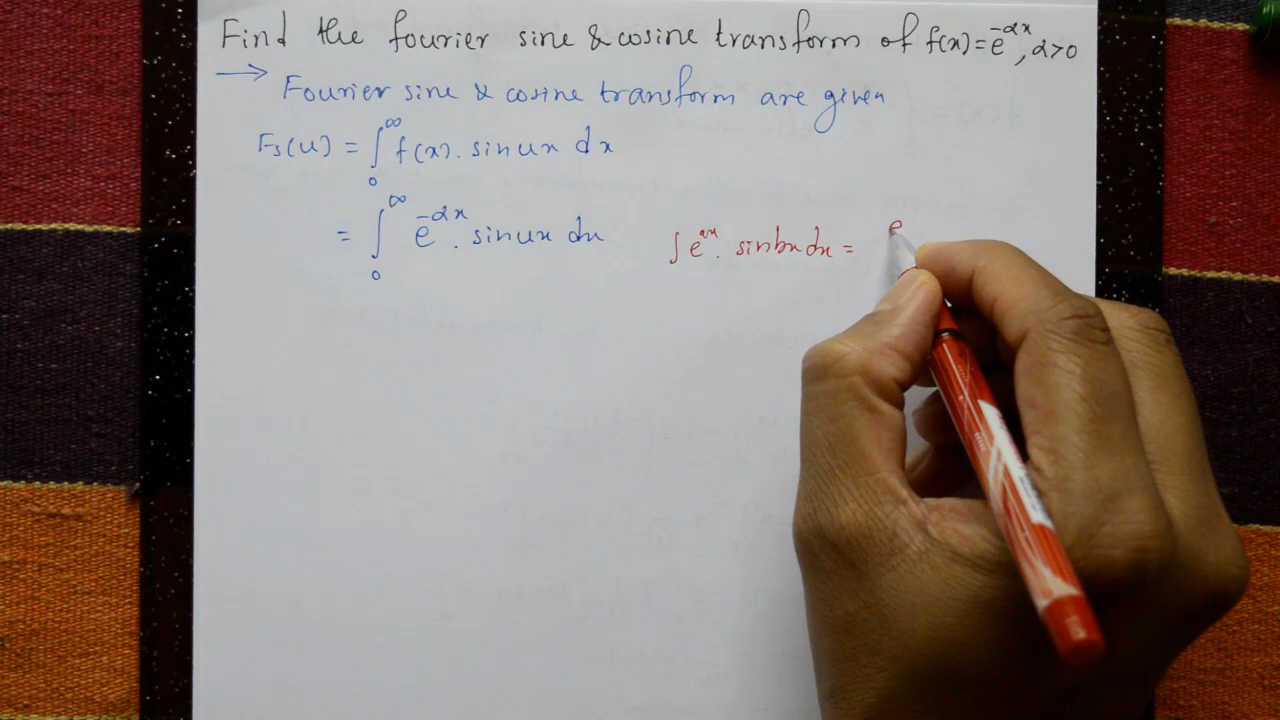 Find the fourier sine & cosine transform of f(x) = e^{-αx}, α>0
→ Fourier sine & cosine transform are given
Fs(u) = ∫_0^∞ f(x). sinux dx
= ∫_0^∞ e^{-αx}. sinux dx
∫e^{ax}. sinbx dx = e